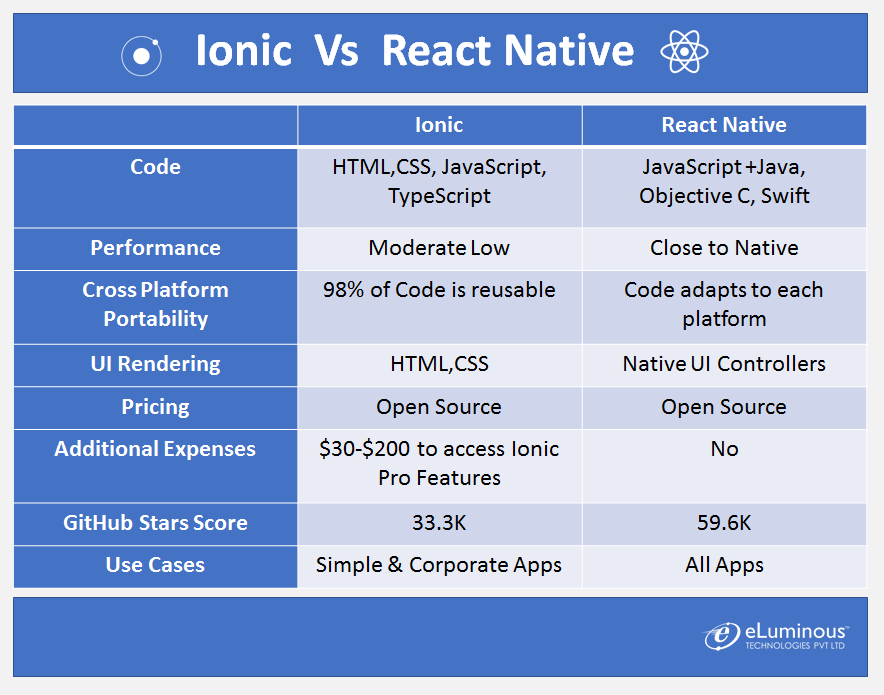 Ionic Vs React Native
Ionic React Native
Code HTML,CSS, JavaScript, JavaScript +Java,
TypeScript Objective C, Swift
Performance Moderate Low Close to Native
Cross Platform 98% of Code is reusable Code adapts to each
Portability platform
UI Rendering HTML,CSS Native UI Controllers
Pricing Open Source Open Source
Additional Expenses $30-$200 to access Ionic No
Pro Features
GitHub Stars Score 33.3K 59.6K
Use Cases Simple & Corporate Apps All Apps
eLuminous™
TECHNOLOGIES PVT LTD